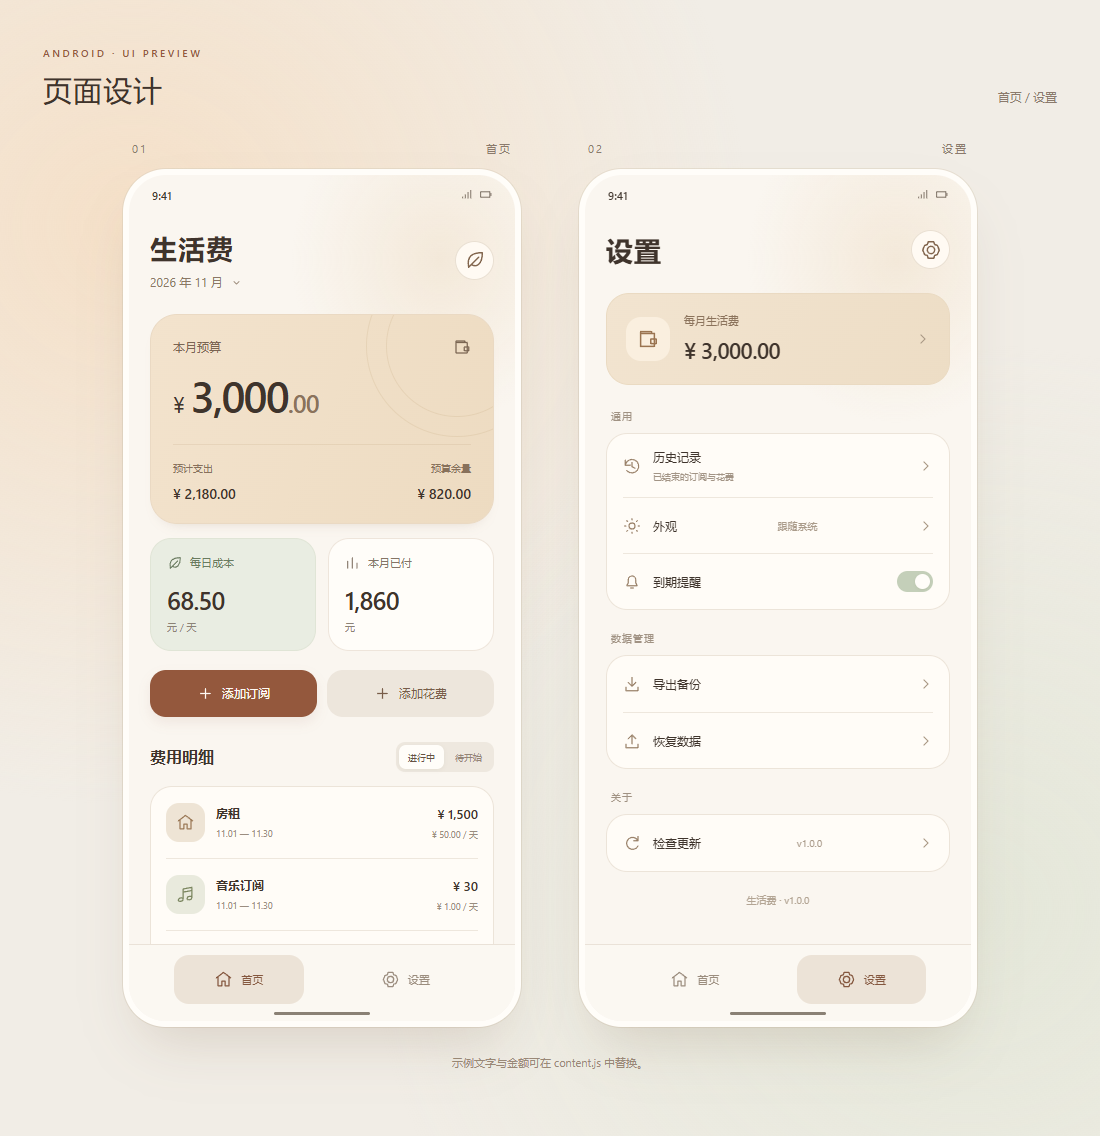 ANDROID · UI PREVIEW
页面设计
首页 / 设置
01
首页
9:41
生活费
2026 年 11 月
本月预算
¥ 3,000.00
预计支出
预算余量
¥ 2,180.00
¥ 820.00
每日成本
68.50
元 / 天
本月已付
1,860
元
添加订阅
添加花费
费用明细
进行中
待开始
房租
¥ 1,500
11.01 — 11.30
¥ 50.00 / 天
音乐订阅
¥ 30
11.01 — 11.30
¥ 1.00 / 天
首页
设置
02
设置
9:41
设置
每月生活费
¥ 3,000.00
通用
历史记录
已结束的订阅与花费
外观
跟随系统
到期提醒
数据管理
导出备份
恢复数据
关于
检查更新
v1.0.0
生活费 · v1.0.0
首页
设置
示例文字与金额可在 content.js 中替换。